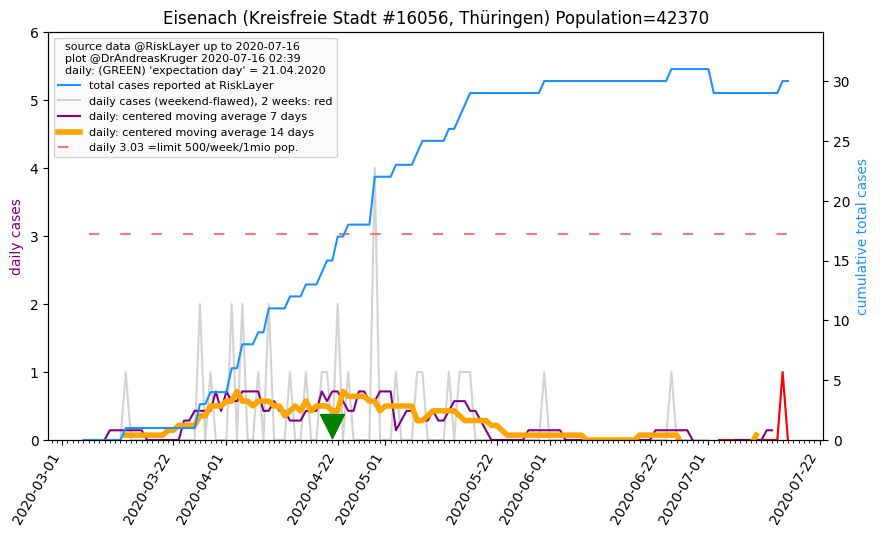 Eisenach (Kreisfreie Stadt #16056, Thüringen) Population=42370
source data @RiskLayer up to 2020-07-16
plot @DrAndreasKruger 2020-07-16 02:39
daily: (GREEN) 'expectation day' = 21.04.2020
total cases reported at RiskLayer
daily cases (weekend-flawed), 2 weeks: red
daily: centered moving average 7 days
daily: centered moving average 14 days
daily 3.03 =limit 500/week/1mio pop.
daily cases
6
5
4
3
2
1
0
cumulative total cases
30
25
20
15
10
5
0
2020-03-01
2020-03-22
2020-04-01
2020-04-22
2020-05-01
2020-05-22
2020-06-01
2020-06-22
2020-07-01
2020-07-22